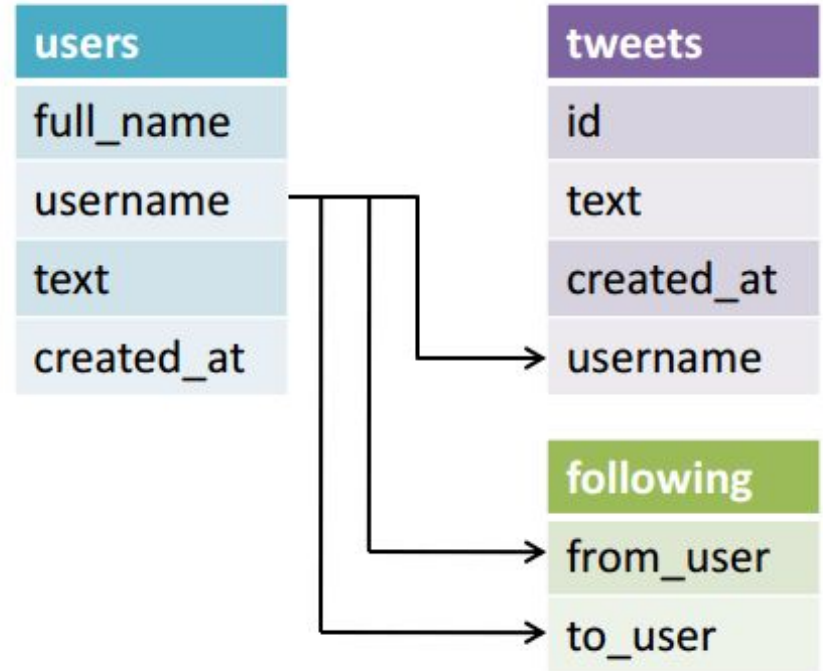 users
full_name
username
text
created_at
tweets
id
text
created_at
username
following
from_user
to_user